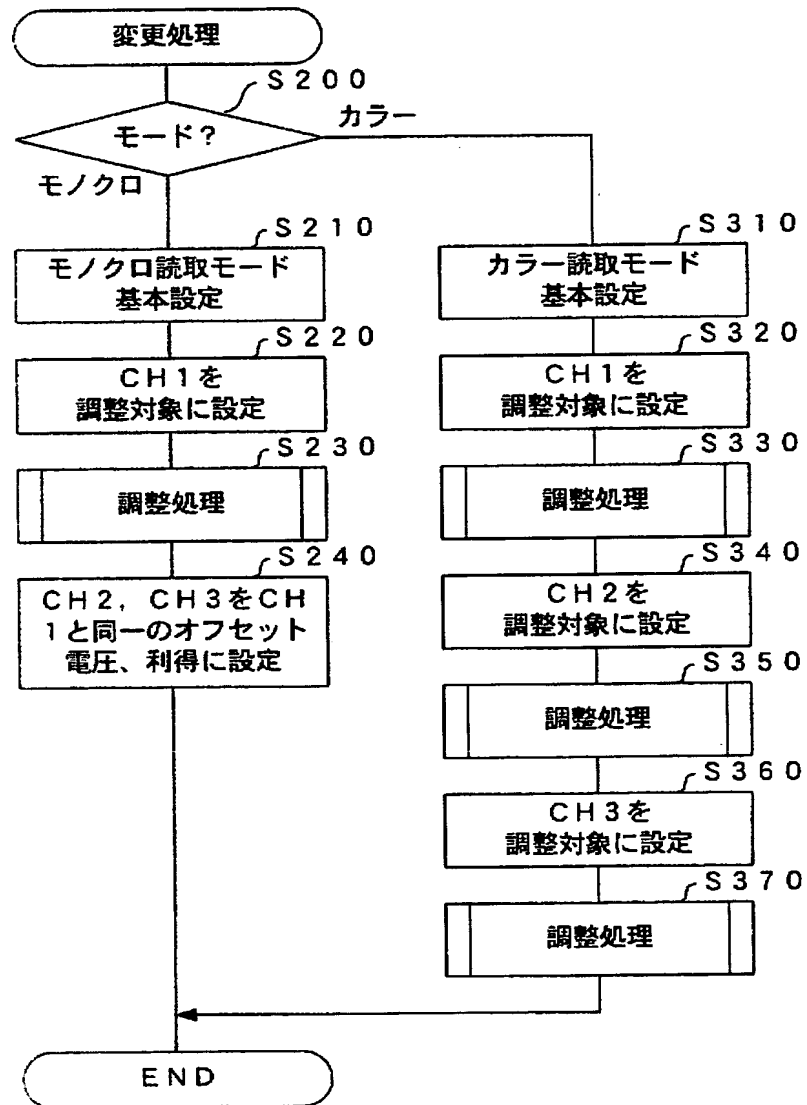 変更処理
S200
モード?
カラー
モノクロ
S210
モノクロ読取モード
基本設定
S220
CH1を
調整対象に設定
S230
調整処理
S240
CH2,CH3をCH
1と同一のオフセット
電圧、利得に設定
S310
カラー読取モード
基本設定
S320
CH1を
調整対象に設定
S330
調整処理
S340
CH2を
調整対象に設定
S350
調整処理
S360
CH3を
調整対象に設定
S370
調整処理
END